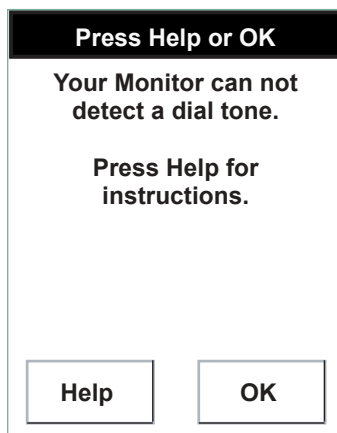 Press Help or OK
Your Monitor can not
detect a dial tone.
Press Help for
instructions.
Help
OK